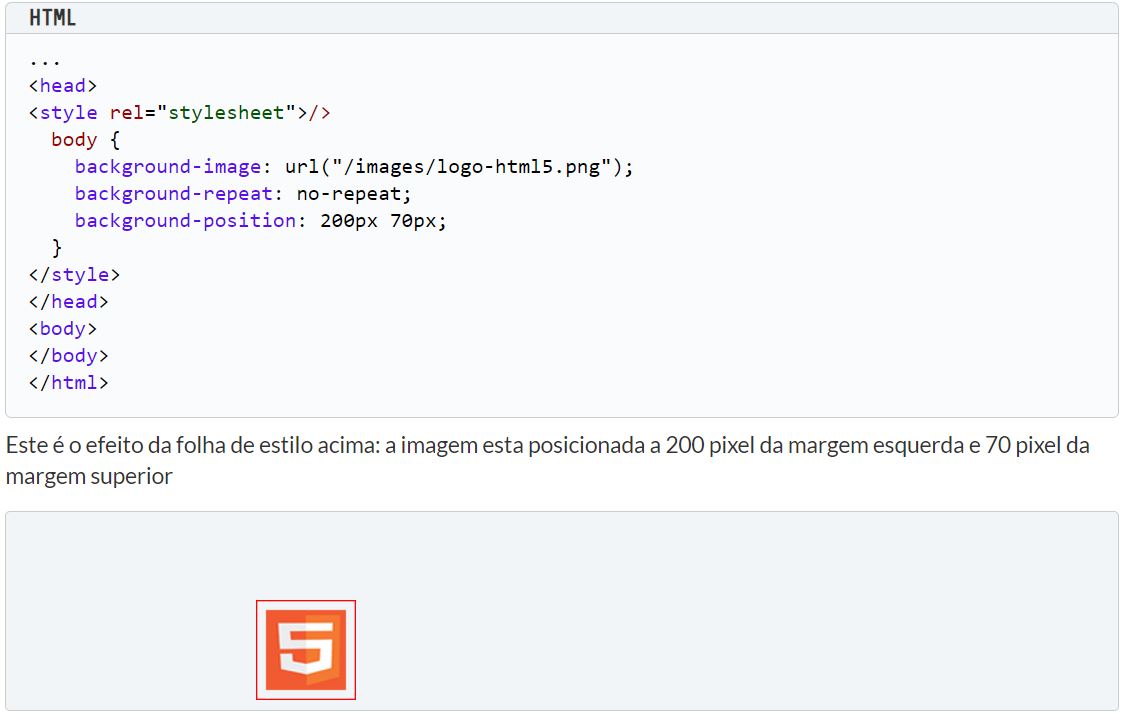 HTML
...
<head>
<style rel="stylesheet">/>
  body {
    background-image: url("/images/logo-html5.png");
    background-repeat: no-repeat;
    background-position: 200px 70px;
  }
</style>
</head>
<body>
</body>
</html>
Este é o efeito da folha de estilo acima: a imagem esta posicionada a 200 pixel da margem esquerda e 70 pixel da
margem superior
5